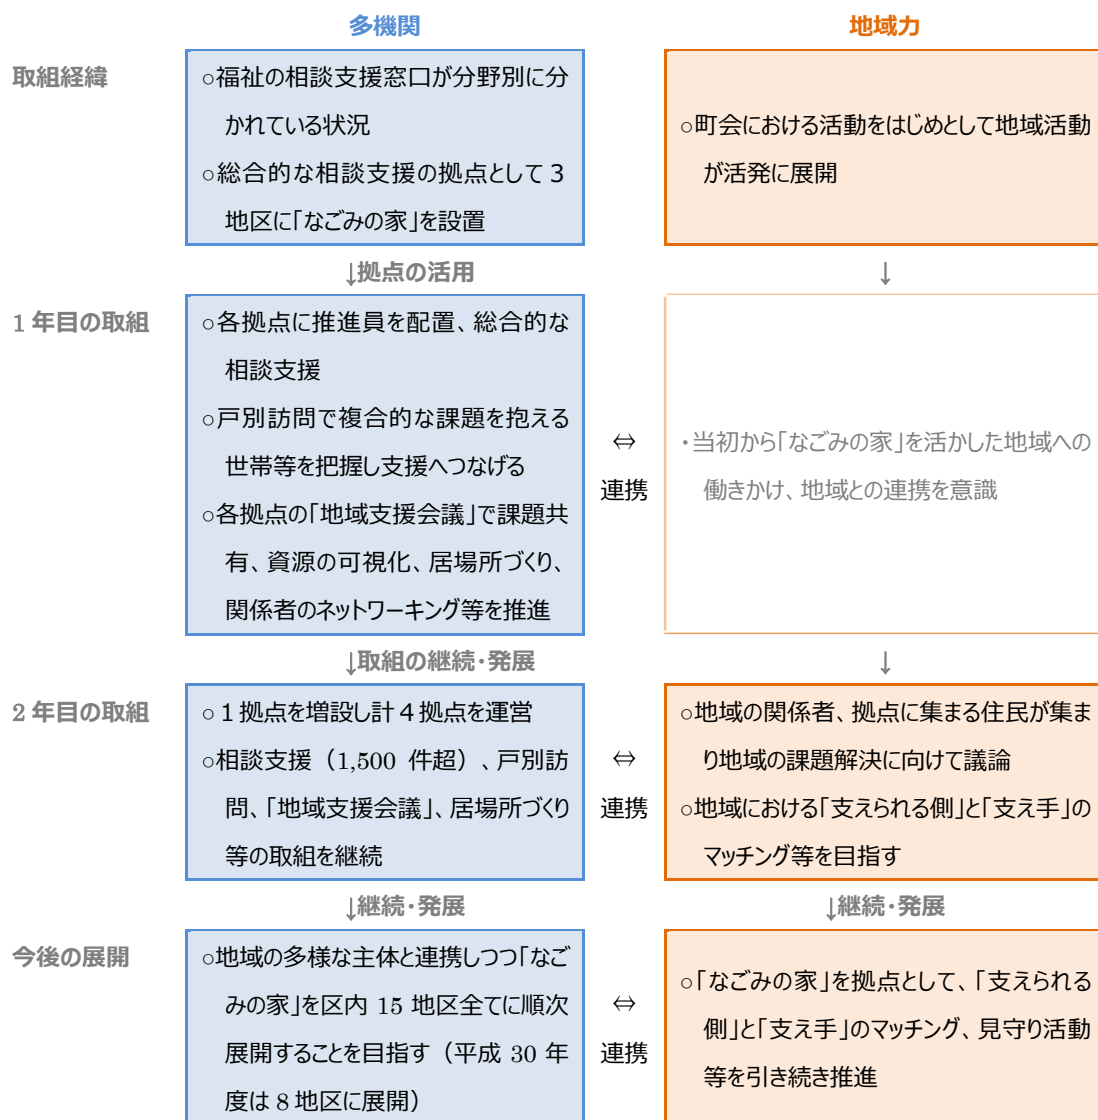 多機関
地域力
取組経緯
○福祉の相談支援窓口が分野別に分
かれている状況
○総合的な相談支援の拠点として３
地区に「なごみの家」を設置
○町会における活動をはじめとして地域活動
が活発に展開
↓拠点の活用
↓
1 年目の取組
○各拠点に推進員を配置、総合的な
相談支援
○戸別訪問で複合的な課題を抱える
世帯等を把握し支援へつなげる
○各拠点の「地域支援会議」で課題共
有、資源の可視化、居場所づくり、
関係者のネットワーキング等を推進
⇔
連携
・当初から「なごみの家」を活かした地域への
働きかけ、地域との連携を意識
↓取組の継続・発展
↓
2 年目の取組
○１拠点を増設し計４拠点を運営
○相談支援（1,500 件超）、戸別訪
問、「地域支援会議」、居場所づくり
等の取組を継続
⇔
連携
○地域の関係者、拠点に集まる住民が集ま
り地域の課題解決に向けて議論
○地域における「支えられる側」と「支え手」の
マッチング等を目指す
↓継続・発展
↓継続・発展
今後の展開
○地域の多様な主体と連携しつつ「なご
みの家」を区内 15 地区全てに順次
展開することを目指す（平成 30 年
度は 8 地区に展開）
⇔
連携
○「なごみの家」を拠点として、「支えられる
側」と「支え手」のマッチング、見守り活動
等を引き続き推進